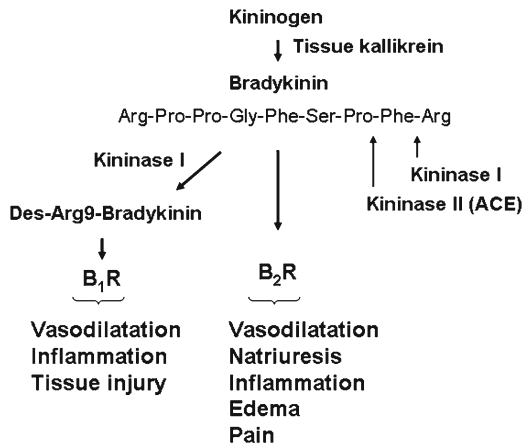 Kininogen
Tissue kallikrein
Bradykinin
Arg-Pro-Pro-Gly-Phe-Ser-Pro-Phe-Arg
Kininase I
Kininase I
Kininase II (ACE)
Des-Arg9-Bradykinin
B₁R
B₂R
Vasodilatation
Inflammation
Tissue injury
Vasodilatation
Natriuresis
Inflammation
Edema
Pain